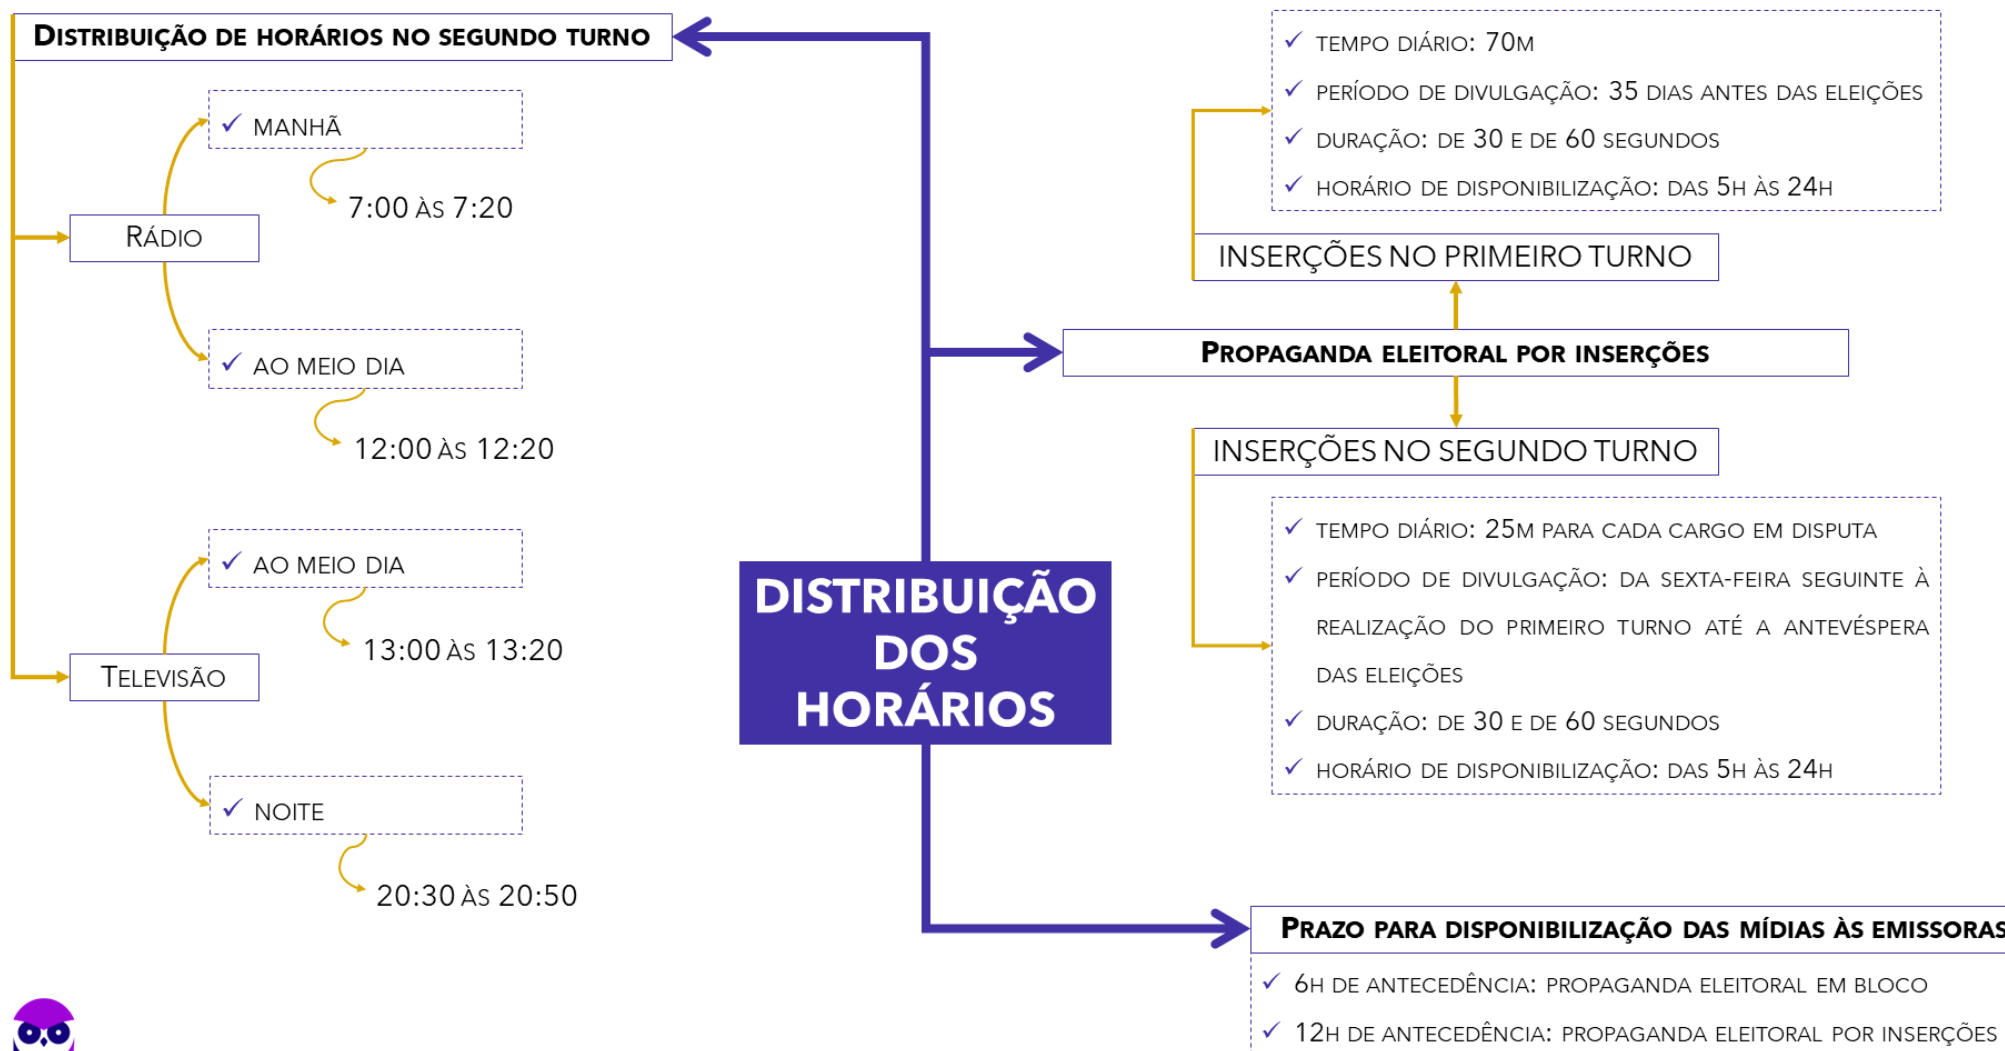 DISTRIBUIÇÃO DE HORÁRIOS NO SEGUNDO TURNO
✓ MANHÃ
7:00 ÀS 7:20
RÁDIO
✓ AO MEIO DIA
12:00 ÀS 12:20
✓ AO MEIO DIA
13:00 ÀS 13:20
TELEVISÃO
✓ NOITE
20:30 ÀS 20:50
DISTRIBUIÇÃO
DOS
HORÁRIOS
✓ TEMPO DIÁRIO: 70M
✓ PERÍODO DE DIVULGAÇÃO: 35 DIAS ANTES DAS ELEIÇÕES
✓ DURAÇÃO: DE 30 E DE 60 SEGUNDOS
✓ HORÁRIO DE DISPONIBILIZAÇÃO: DAS 5H ÀS 24H
INSERÇÕES NO PRIMEIRO TURNO
PROPAGANDA ELEITORAL POR INSERÇÕES
INSERÇÕES NO SEGUNDO TURNO
✓ TEMPO DIÁRIO: 25M PARA CADA CARGO EM DISPUTA
✓ PERÍODO DE DIVULGAÇÃO: DA SEXTA-FEIRA SEGUINTE À
REALIZAÇÃO DO PRIMEIRO TURNO ATÉ A ANTEVÉSPERA
DAS ELEIÇÕES
✓ DURAÇÃO: DE 30 E DE 60 SEGUNDOS
✓ HORÁRIO DE DISPONIBILIZAÇÃO: DAS 5H ÀS 24H
PRAZO PARA DISPONIBILIZAÇÃO DAS MÍDIAS ÀS EMISSORAS
✓ 6H DE ANTECEDÊNCIA: PROPAGANDA ELEITORAL EM BLOCO
✓ 12H DE ANTECEDÊNCIA: PROPAGANDA ELEITORAL POR INSERÇÕES